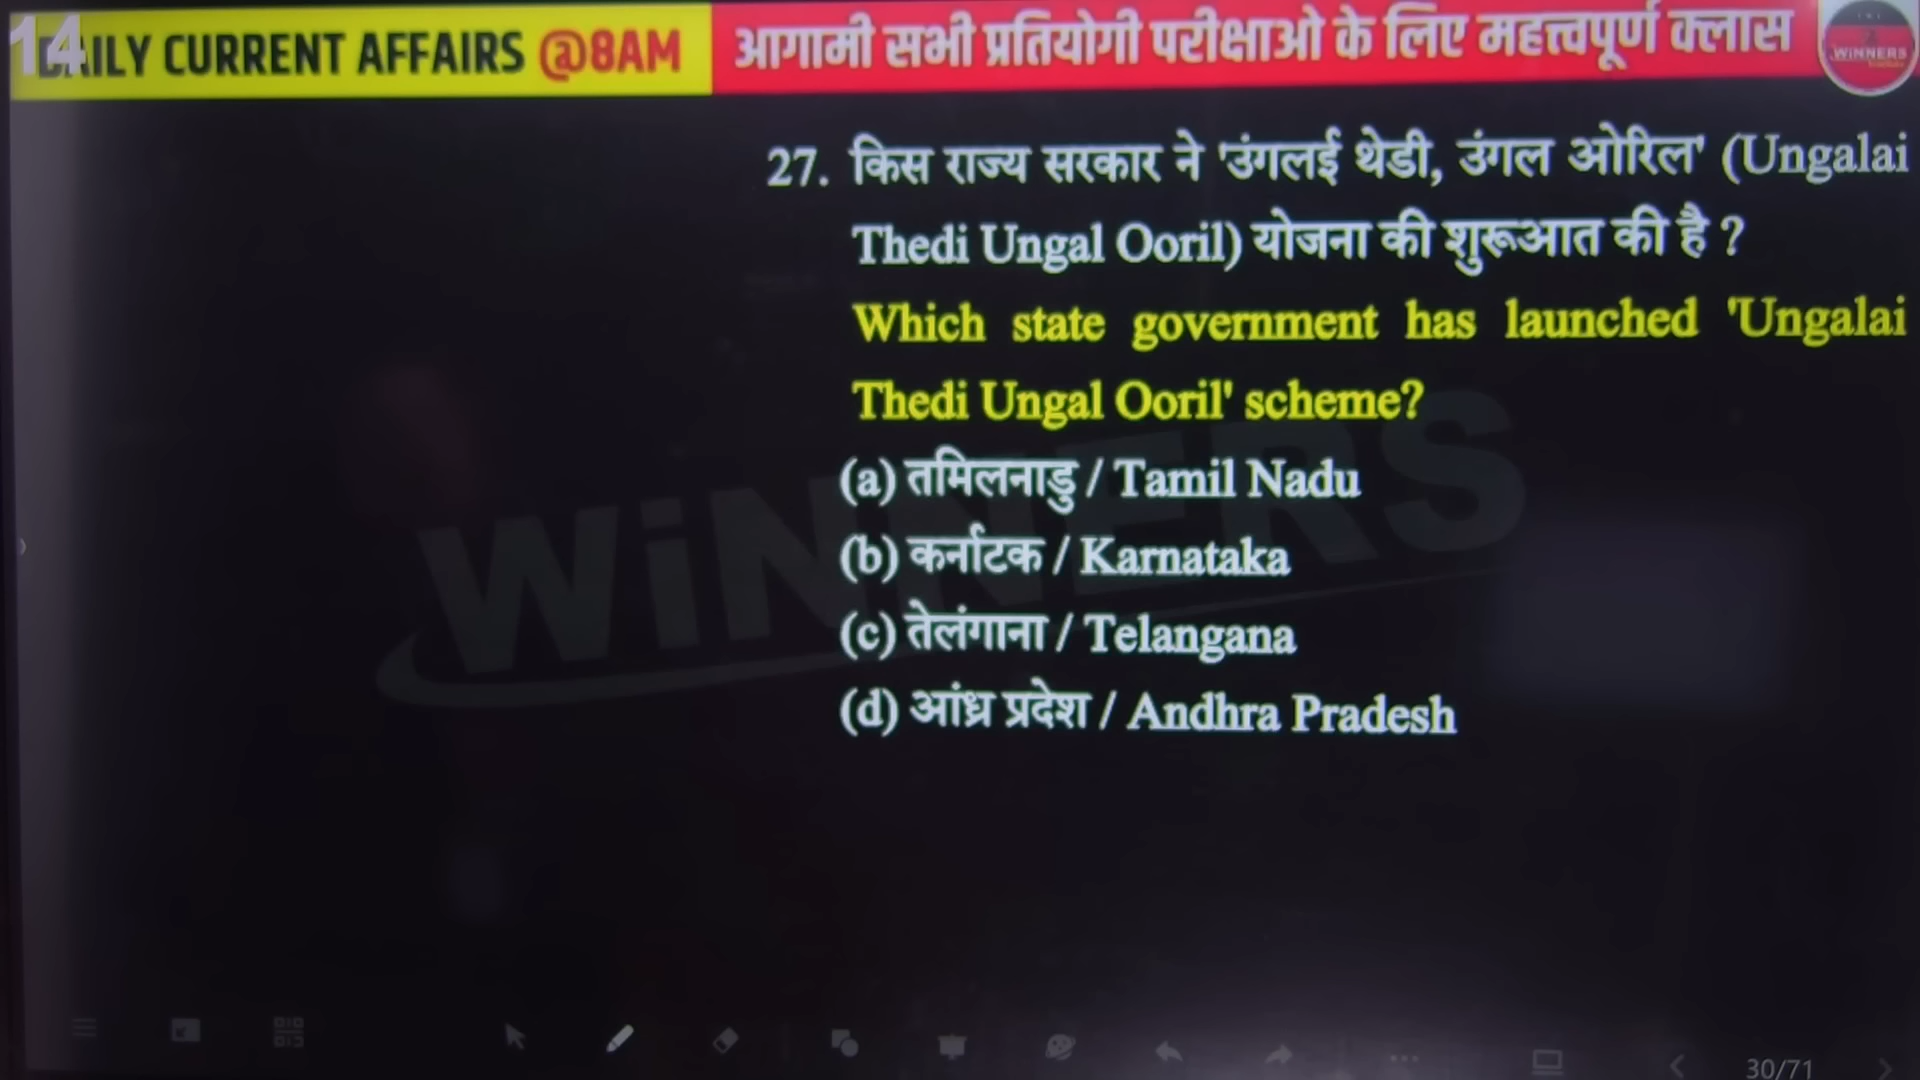 14
DAILY CURRENT AFFAIRS @8AM
आगामी सभी प्रतियोगी परीक्षाओ के लिए महत्त्वपूर्ण क्लास
WINNERS
27. किस राज्य सरकार ने 'उंगलई थेडी, उंगल ओरिल' (Ungalai
Thedi Ungal Ooril) योजना की शुरूआत की है ?
Which state government has launched 'Ungalai
Thedi Ungal Ooril' scheme?
(a) तमिलनाडु / Tamil Nadu
(b) कर्नाटक / Karnataka
(c) तेलंगाना / Telangana
(d) आंध्र प्रदेश / Andhra Pradesh
WiNNERS
30/71